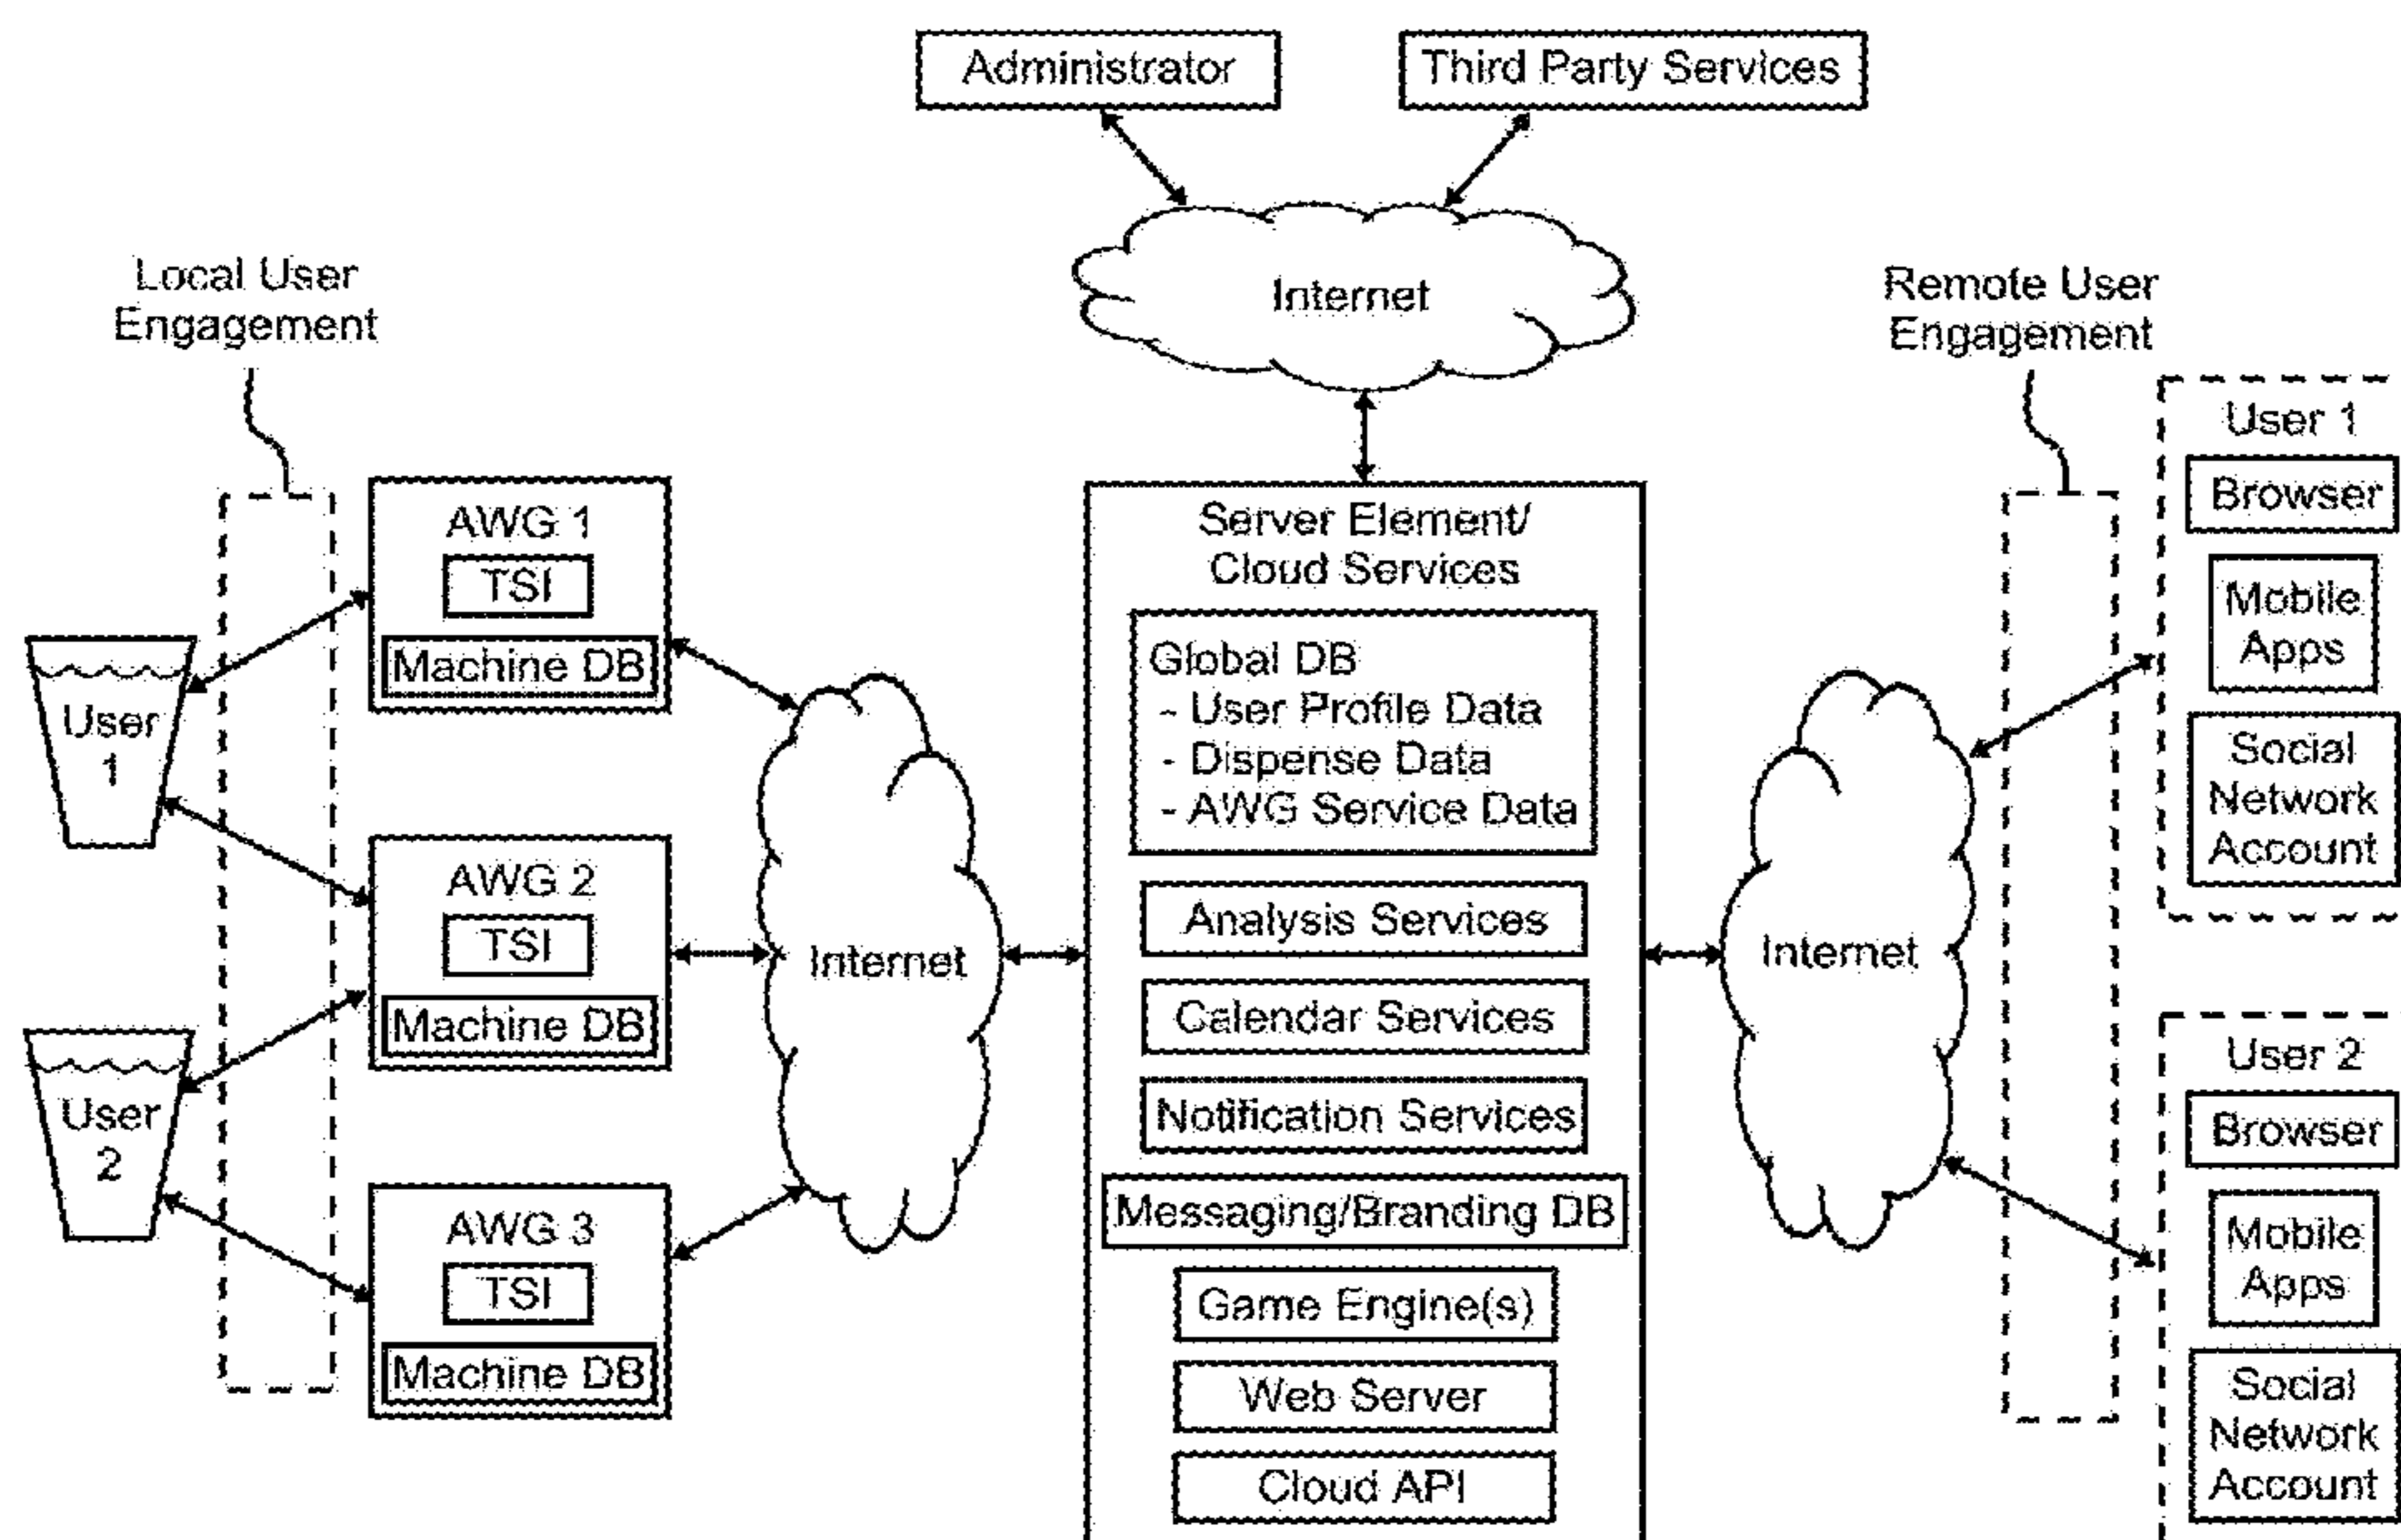 Administrator
Third Party Services
Internet
Local User
Engagement
Remote User
Engagement
AWG 1
TSI
Machine DB
AWG 2
TSI
Machine DB
AWG 3
TSI
Machine DB
User
1
User
2
Internet
Server Element/
Cloud Services
Global DB
- User Profile Data
- Dispense Data
- AWG Service Data
Analysis Services
Calendar Services
Notification Services
Messaging/Branding DB
Game Engine(s)
Web Server
Cloud API
Internet
User 1
Browser
Mobile
Apps
Social
Network
Account
User 2
Browser
Mobile
Apps
Social
Network
Account